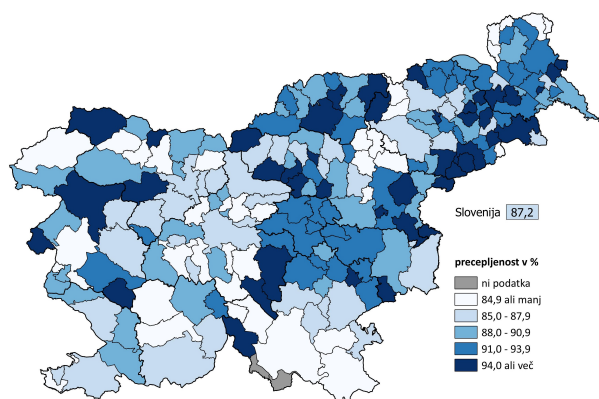 Slovenija 87,2
precepljenost v %
ni podatka
84,9 ali manj
85,0 - 87,9
88,0 - 90,9
91,0 - 93,9
94,0 ali več